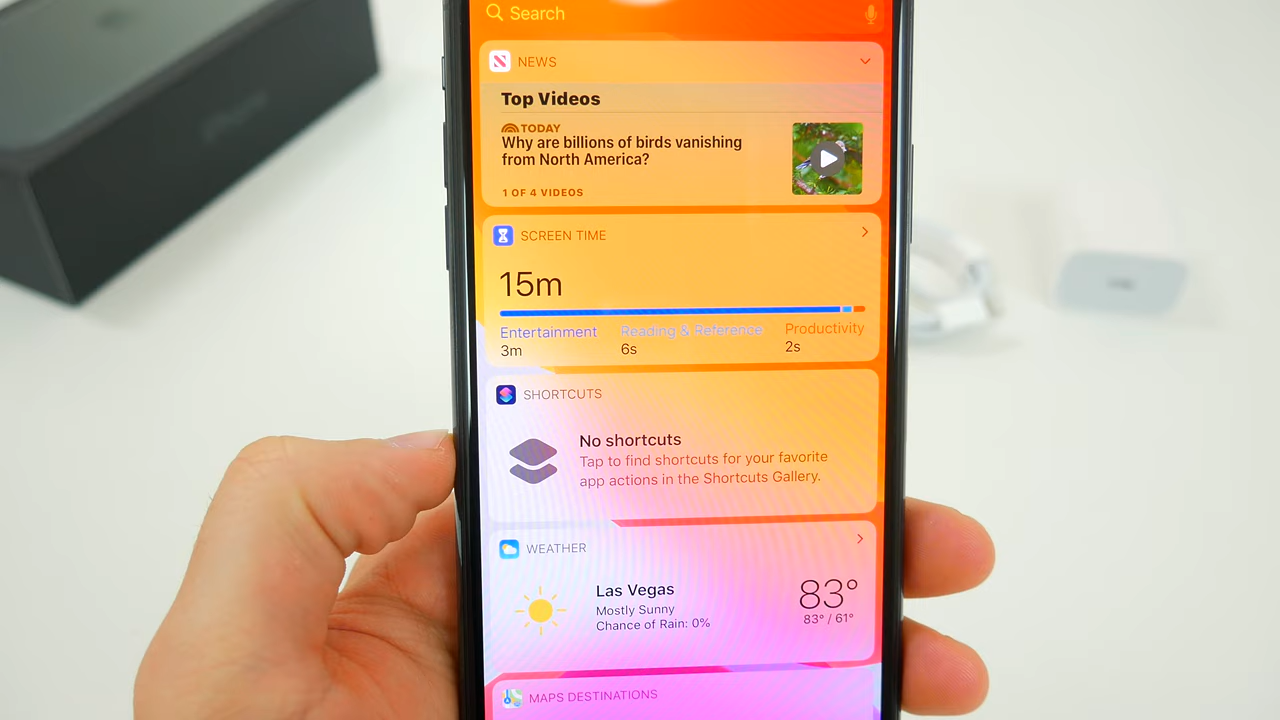 Search
NEWS
Top Videos
TODAY
Why are billions of birds vanishing
from North America?
1 OF 4 VIDEOS
SCREEN TIME
15m
Entertainment
3m
Reading & Reference
6s
Productivity
2s
SHORTCUTS
No shortcuts
Tap to find shortcuts for your favorite
app actions in the Shortcuts Gallery.
WEATHER
Las Vegas
Mostly Sunny
Chance of Rain: 0%
83°
83° / 61°
MAPS DESTINATIONS